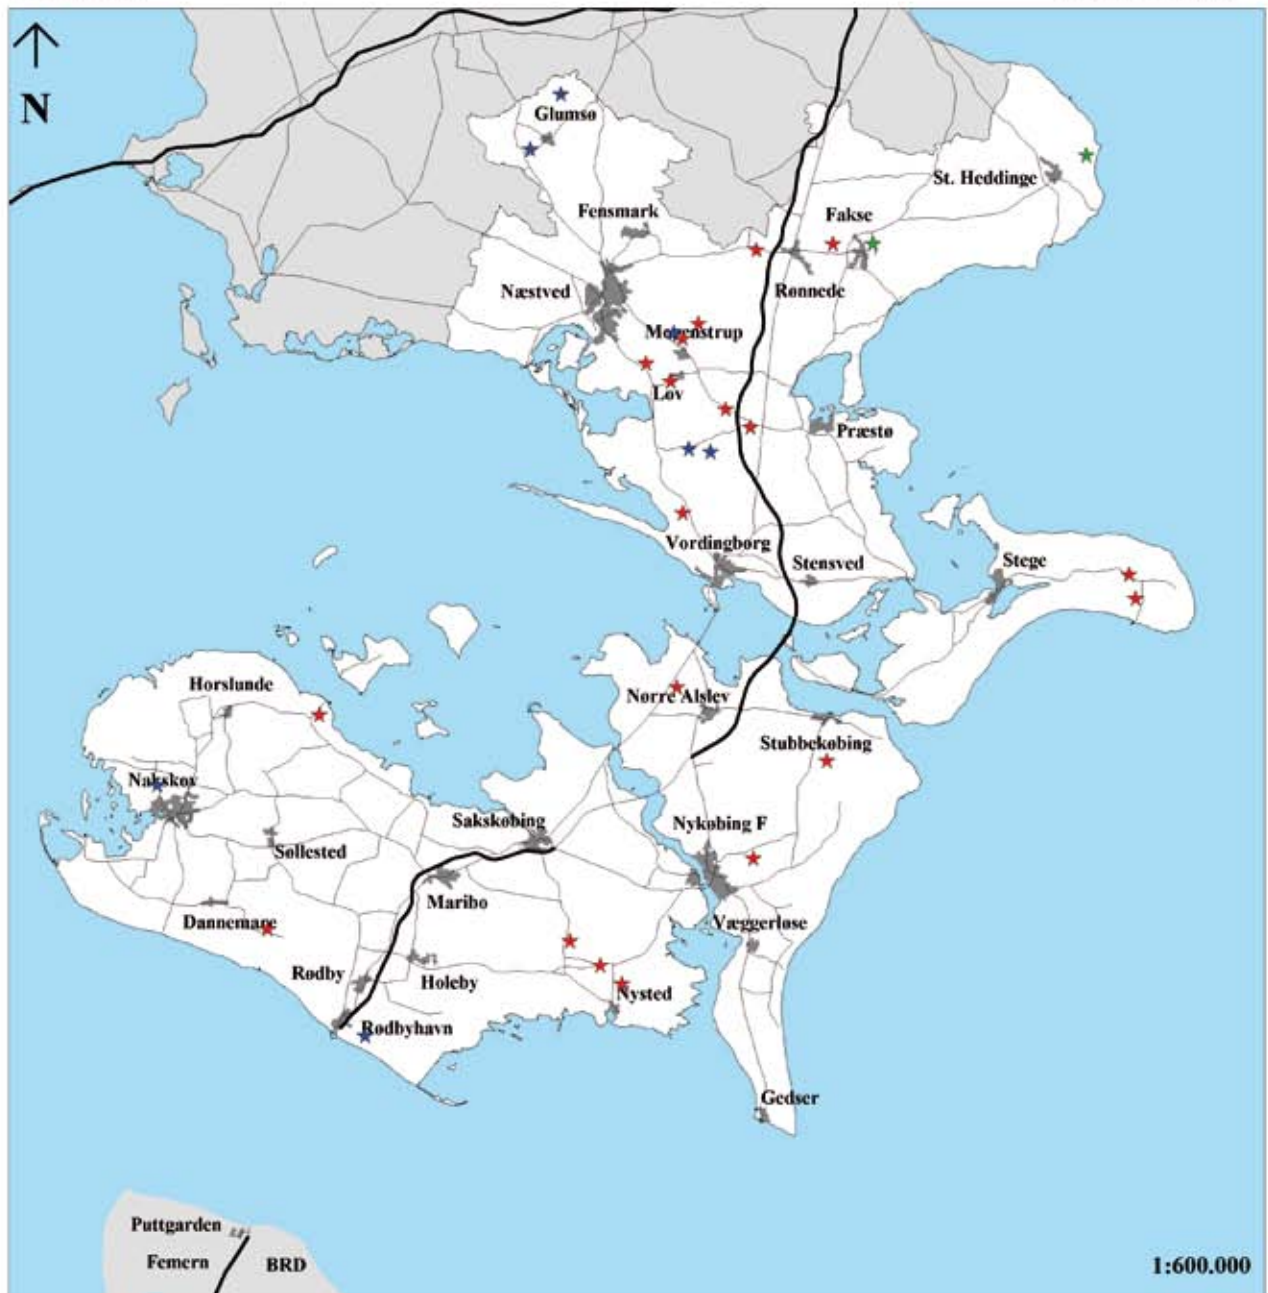 N
Glumsø
St. Heddinge
Fensmark
Fakse
Næstved
Rønnede
Mogenstrup
Lov
Præstø
Vordingborg
Stensved
Stege
Horslunde
Nørre Alslev
Stubbekøbing
Nakskov
Sakskøbing
Nykøbing F
Søllested
Maribo
Dannemare
Væggerløse
Rødby
Holeby
Nysted
Rødbyhavn
Gedser
Puttgarden
Femern
BRD
1:600.000